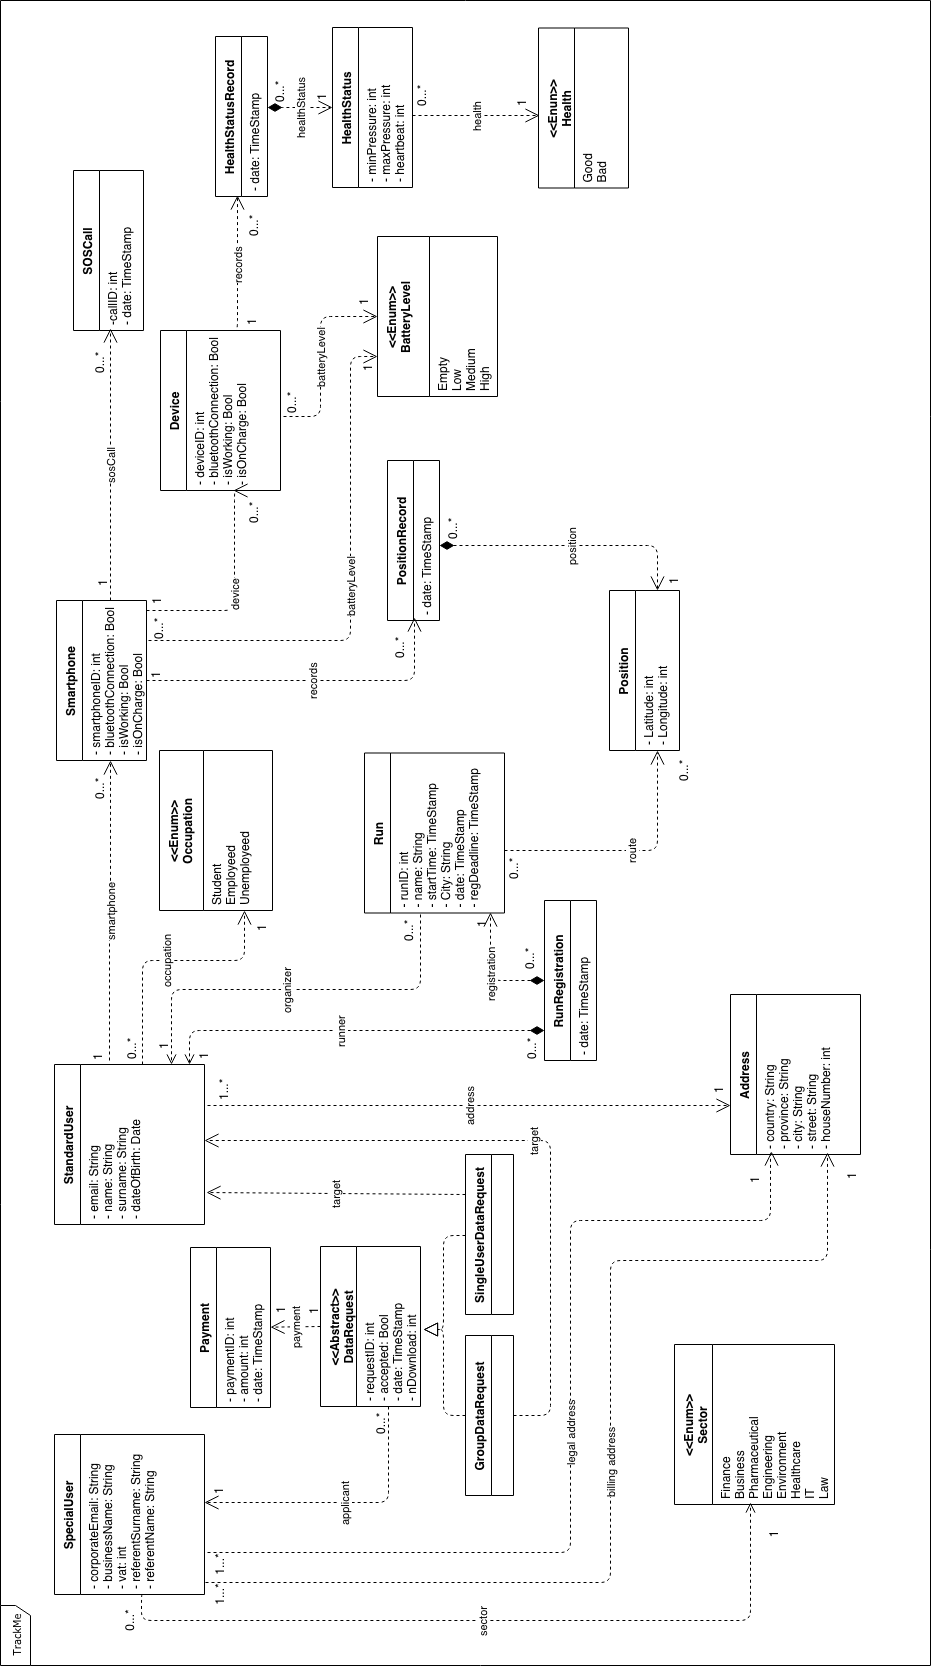 TrackMe
SpecialUser
- corporateEmail: String
- businessName: String
- vat: int
- referentSurname: String
- referentName: String
0...*
sector
1
1...*
billing address
1
1...*
legal address
1
1
applicant
0...*
<<Enum>>
Sector
Finance
Business
Pharmaceutical
Engineering
Environment
Healthcare
IT
Law
Payment
- paymentID: int
- amount: int
- date: TimeStamp
1
payment
1
<<Abstract>>
DataRequest
- requestID: int
- accepted: Bool
- date: TimeStamp
- nDownload: int
GroupDataRequest
SingleUserDataRequest
target
target
StandardUser
- email: String
- name: String
- surname: String
- dateOfBirth: Date
1...*
address
1
Address
- country: String
- province: String
- city: String
- street: String
- houseNumber: int
1
smartphone
0...*
0...*
occupation
1
1
organizer
0...*
1
runner
0...*
RunRegistration
- date: TimeStamp
0...*
registration
1
<<Enum>>
Occupation
Student
Employeed
Unemployeed
Run
- runID: int
- name: String
- startTime: TimeStamp
- City: String
- date: TimeStamp
- regDeadline: TimeStamp
0...*
route
0...*
Smartphone
- smartphoneID: int
- bluetoothConnection: Bool
- isWorking: Bool
- isOnCharge: Bool
1
sosCall
0...*
1
device
0...*
0...*
batteryLevel
1
1
records
0...*
Position
- Latitude: int
- Longitude: int
PositionRecord
- date: TimeStamp
0...*
position
1
Device
- deviceID: int
- bluetoothConnection: Bool
- isWorking: Bool
- isOnCharge: Bool
0...*
batteryLevel
1
1
records
0...*
<<Enum>>
BatteryLevel
Empty
Low
Medium
High
SOSCall
-callID: int
- date: TimeStamp
HealthStatusRecord
- date: TimeStamp
0...*
healthStatus
1
HealthStatus
- minPressure: int
- maxPressure: int
- heartbeat: int
0...*
health
1
<<Enum>>
Health
Good
Bad